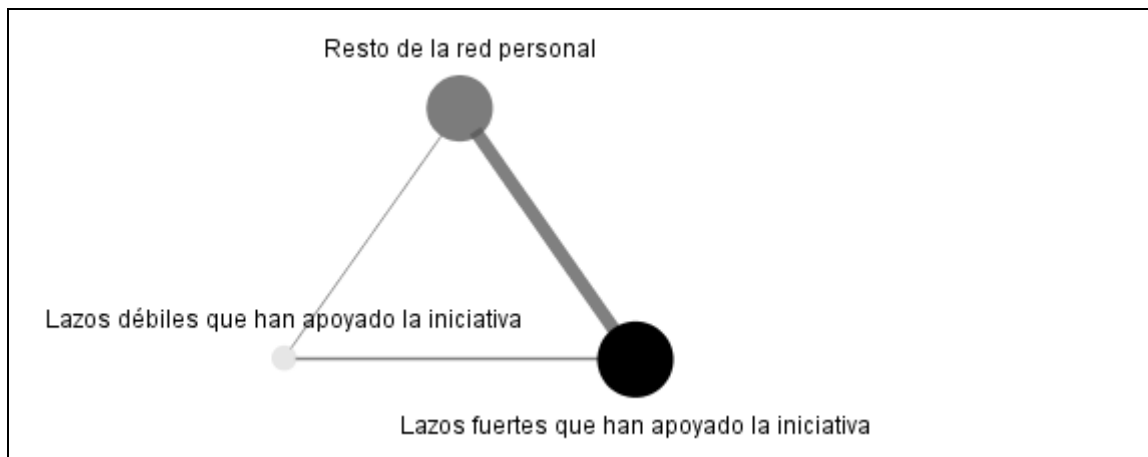 Resto de la red personal
Lazos débiles que han apoyado la iniciativa
Lazos fuertes que han apoyado la iniciativa